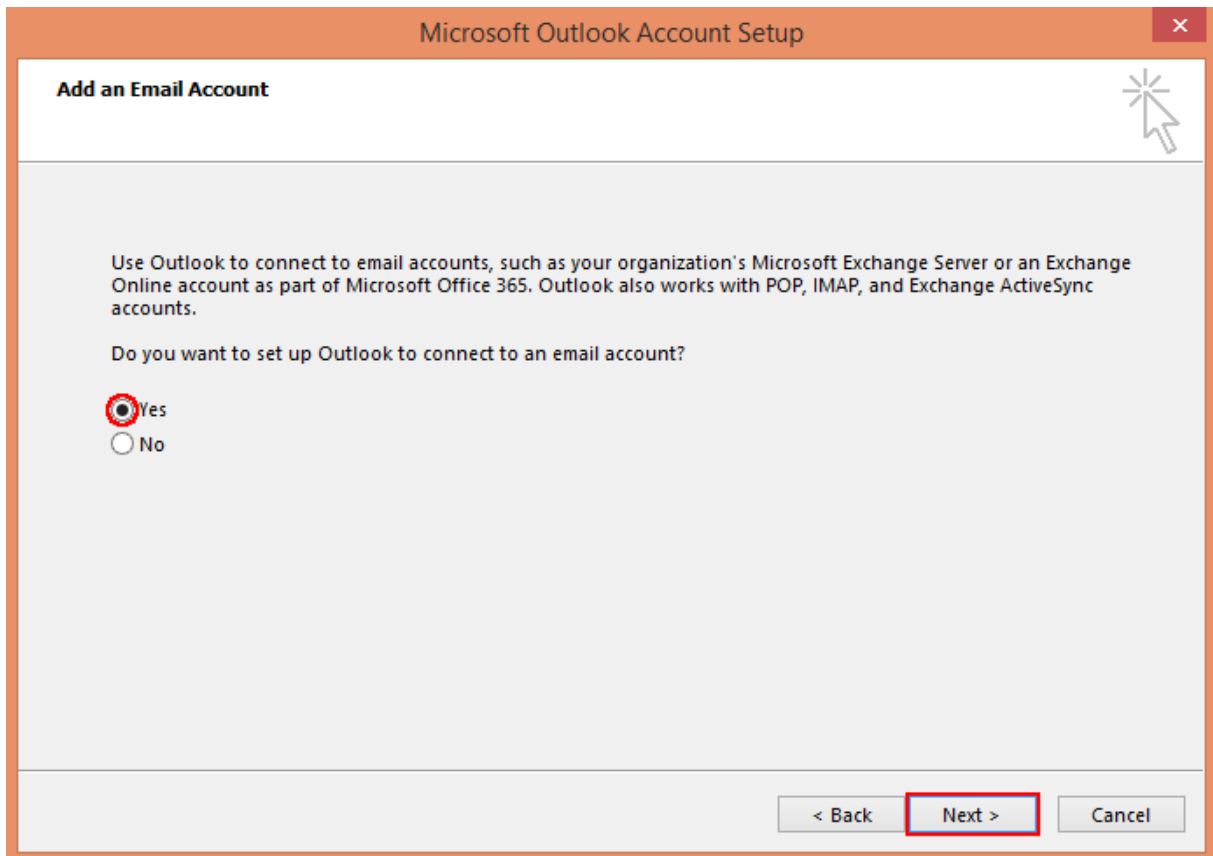 Microsoft Outlook Account Setup
Add an Email Account
Use Outlook to connect to email accounts, such as your organization's Microsoft Exchange Server or an Exchange
Online account as part of Microsoft Office 365. Outlook also works with POP, IMAP, and Exchange ActiveSync
accounts.
Do you want to set up Outlook to connect to an email account?
Yes
No
< Back Next > Cancel